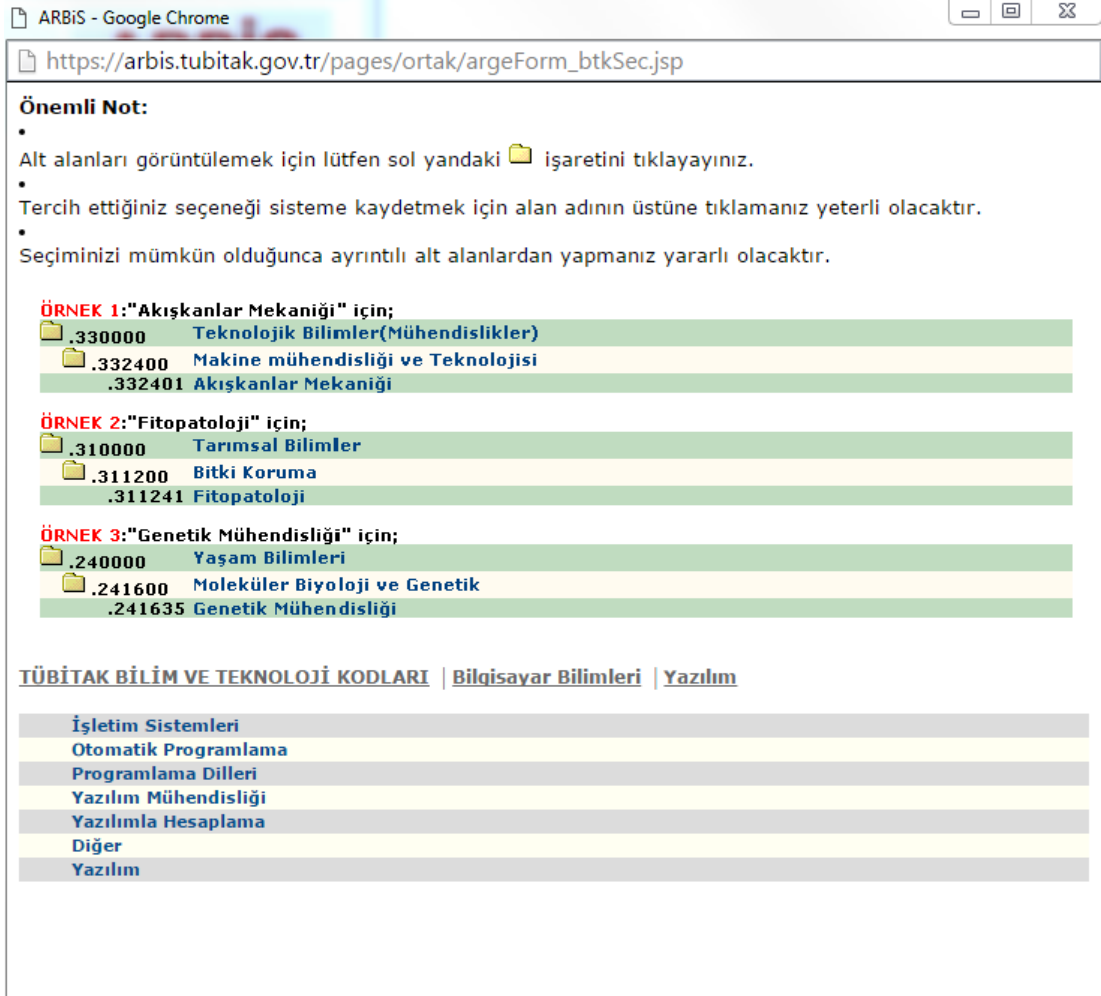 ARBiS - Google Chrome
https://arbis.tubitak.gov.tr/pages/ortak/argeForm_btkSec.jsp
Önemli Not:
•
Alt alanları görüntülemek için lütfen sol yandaki işaretini tıklayayınız.
•
Tercih ettiğiniz seçeneği sisteme kaydetmek için alan adının üstüne tıklamanız yeterli olacaktır.
•
Seçiminizi mümkün olduğunca ayrıntılı alt alanlardan yapmanız yararlı olacaktır.
ÖRNEK 1:"Akışkanlar Mekaniği" için;
.330000 Teknolojik Bilimler(Mühendislikler)
.332400 Makine mühendisliği ve Teknolojisi
.332401 Akışkanlar Mekaniği
ÖRNEK 2:"Fitopatoloji" için;
.310000 Tarımsal Bilimler
.311200 Bitki Koruma
.311241 Fitopatoloji
ÖRNEK 3:"Genetik Mühendisliği" için;
.240000 Yaşam Bilimleri
.241600 Moleküler Biyoloji ve Genetik
.241635 Genetik Mühendisliği
TÜBİTAK BİLİM VE TEKNOLOJİ KODLARI | Bilgisayar Bilimleri | Yazılım
İşletim Sistemleri
Otomatik Programlama
Programlama Dilleri
Yazılım Mühendisliği
Yazılımla Hesaplama
Diğer
Yazılım